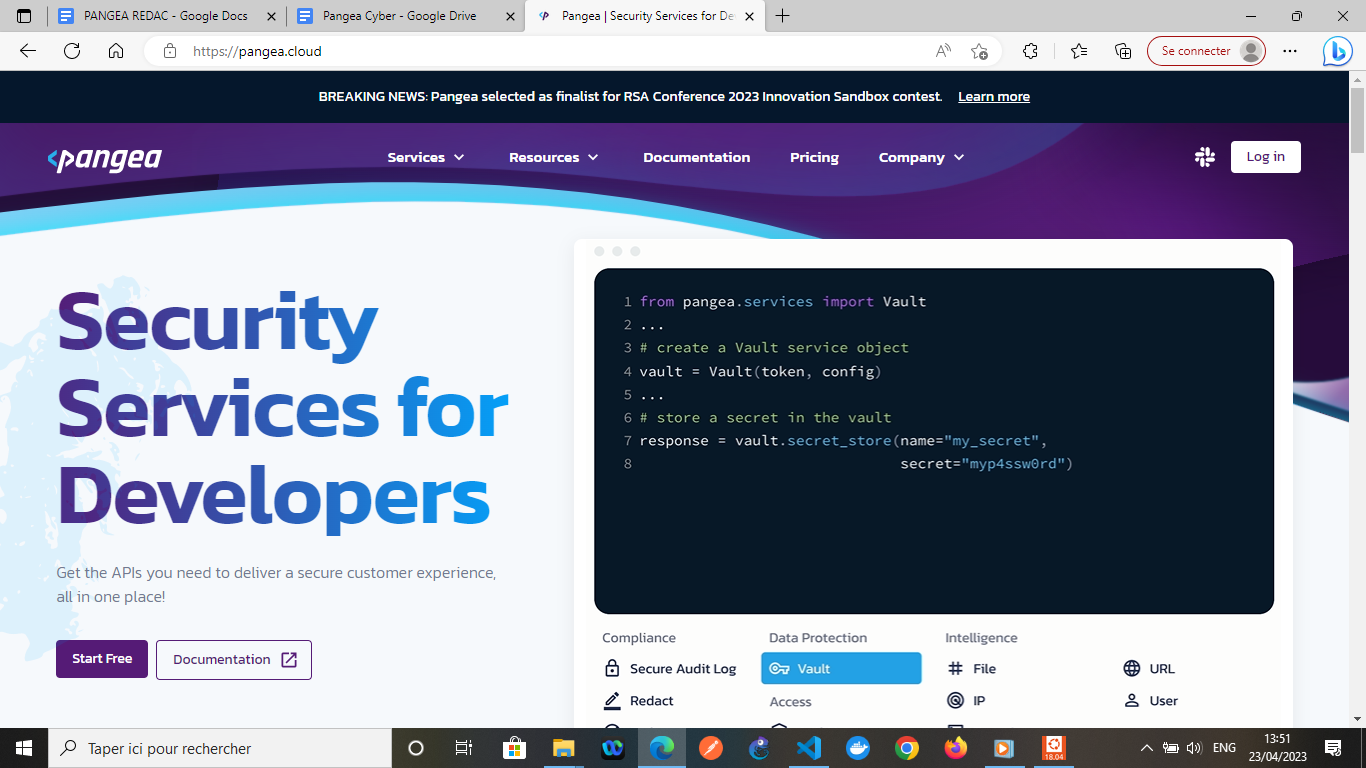 PANGEA REDAC - Google Docs
Pangea Cyber - Google Drive
Pangea | Security Services for De
https://pangea.cloud
Se connecter
BREAKING NEWS: Pangea selected as finalist for RSA Conference 2023 Innovation Sandbox contest. Learn more
pangea
Services
Resources
Documentation
Pricing
Company
Log in
Security
Services for
Developers
Get the APIs you need to deliver a secure customer experience,
all in one place!
Start Free
Documentation
1 from pangea.services import Vault
2 ...
3 # create a Vault service object
4 vault = Vault(token, config)
5 ...
6 # store a secret in the vault
7 response = vault.secret_store(name="my_secret",
8 secret="myp4ssw0rd")
Compliance
Secure Audit Log
Redact
Data Protection
Vault
Access
Intelligence
File
URL
IP
User
Taper ici pour rechercher
18.04
ENG
13:51
23/04/2023